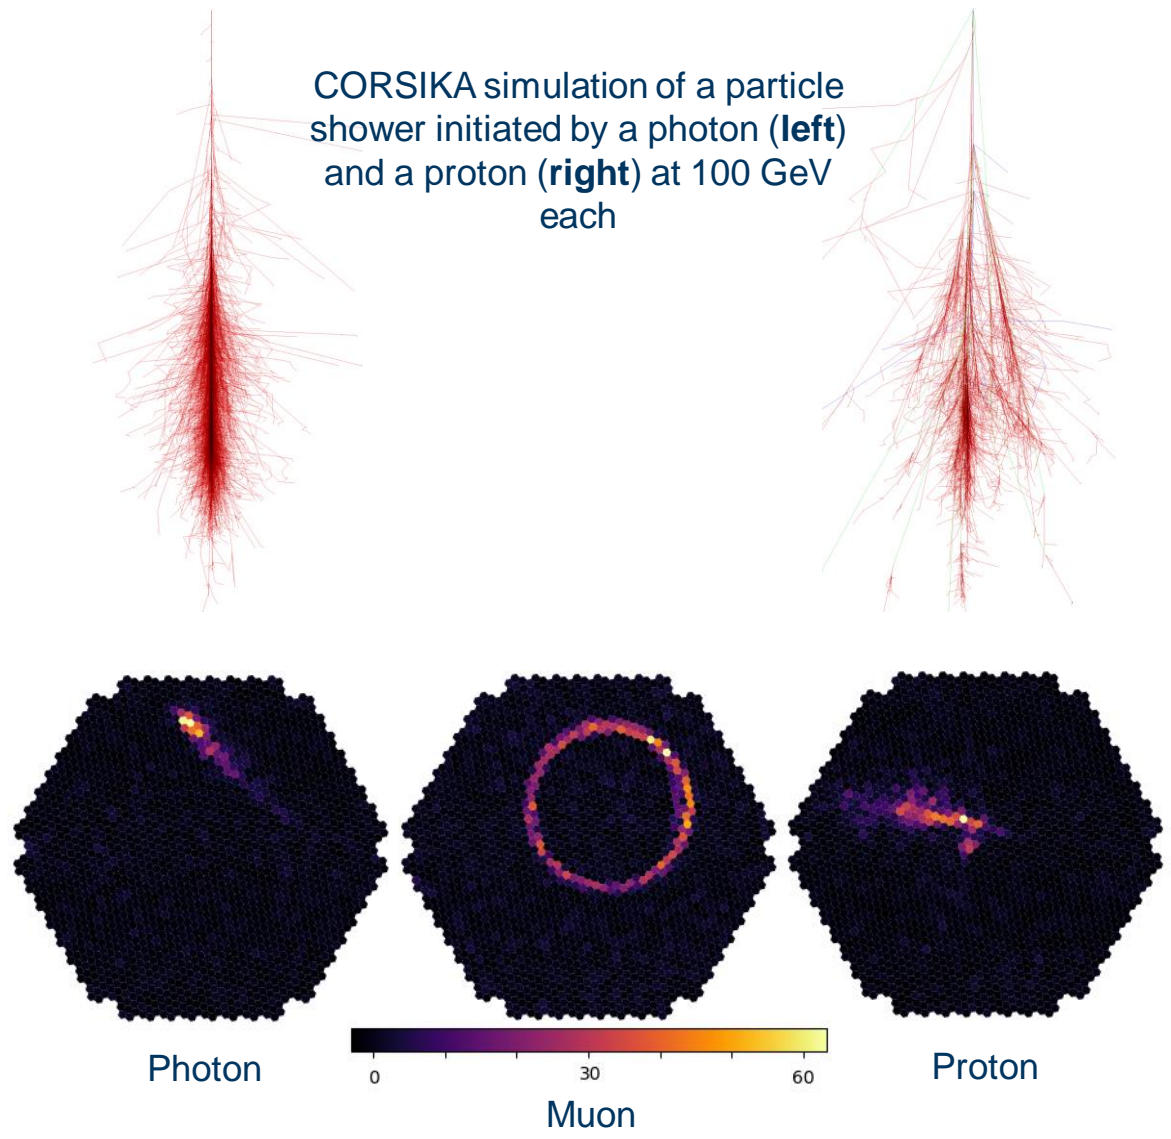 CORSIKA simulation of a particle
shower initiated by a photon (left)
and a proton (right) at 100 GeV
each
Photon
0 30 60
Proton
Muon